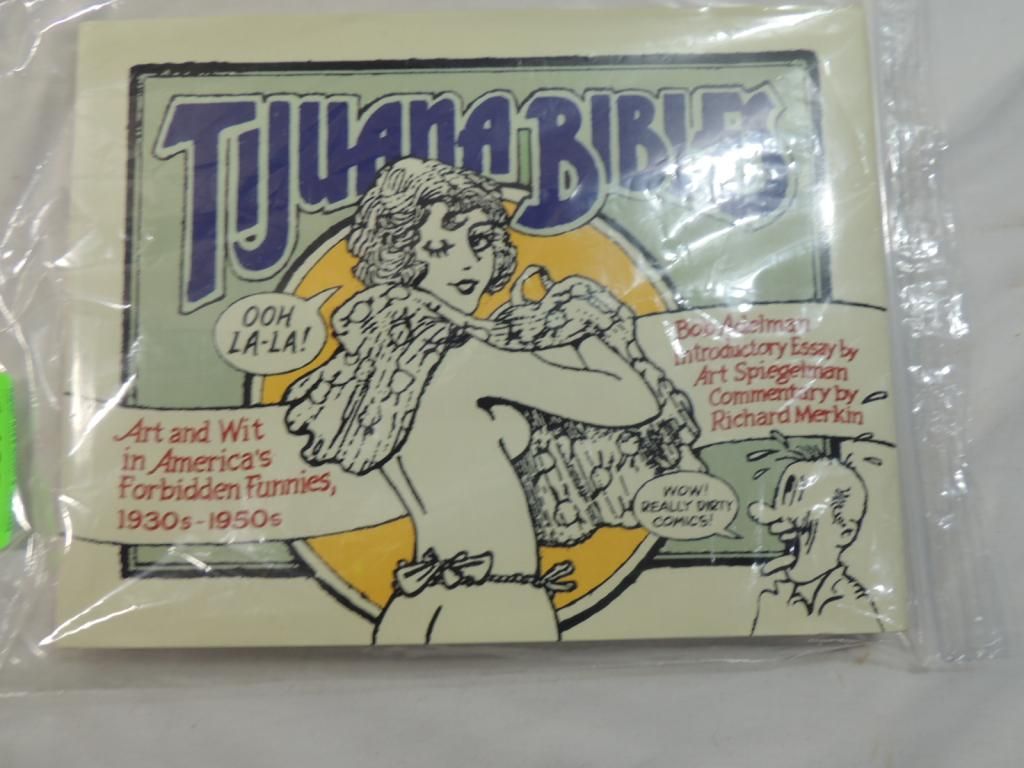 TIJUANA BIBLES
OOH
LA-LA!
Art and Wit
in America's
Forbidden Funnies,
1930s-1950s
Bob Adelman
Introductory Essay by
Art Spiegelman
Commentary by
Richard Merkin
WOW!
REALLY DIRTY
COMICS!